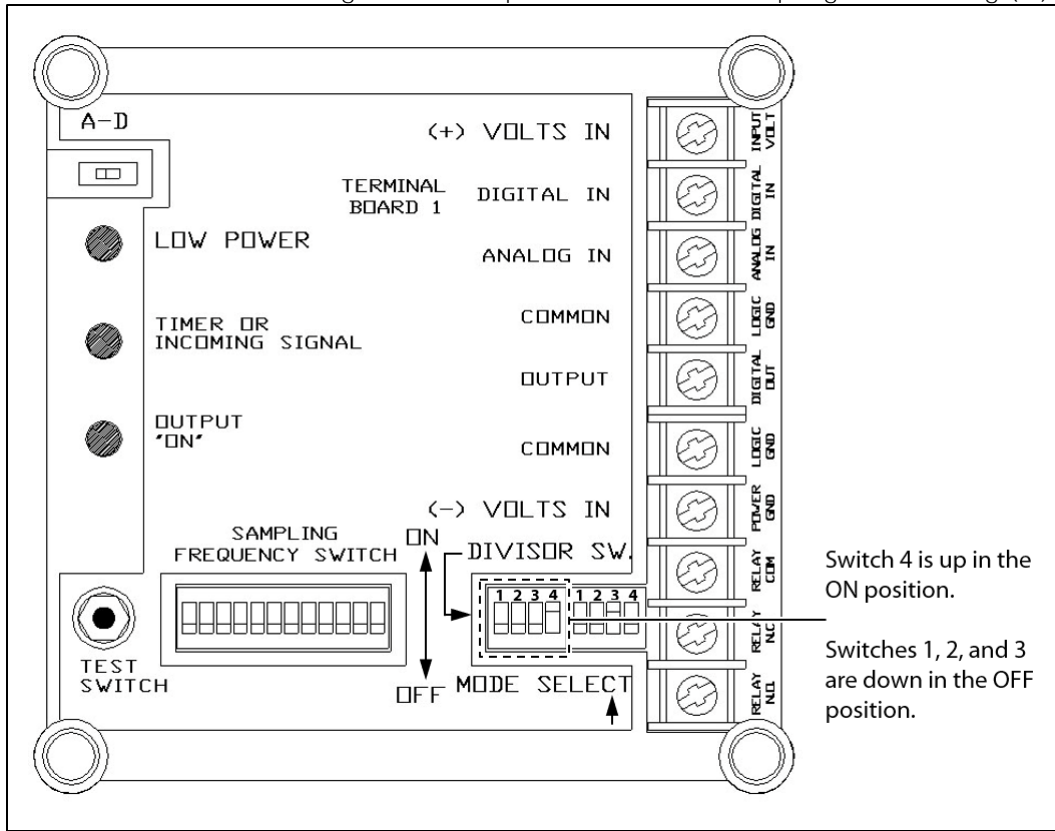 A-D
(+) VOLTS IN
TERMINAL
BOARD 1
DIGITAL IN
LOW POWER
ANALOG IN
TIMER OR
INCOMING SIGNAL
COMMON
OUTPUT
OUTPUT
"ON"
COMMON
(-) VOLTS IN
SAMPLING
FREQUENCY SWITCH
ON
OFF
DIVISOR SW.
1 2 3 4
1 2 3 4
MODE SELECT
TEST
SWITCH
INPUT
VOLT
DIGITAL
IN
ANALOG
IN
LOGIC
GND
DIGITAL
OUT
LOGIC
GND
POWER
GND
RELAY
COM
RELAY
N.C
RELAY
N.O.
Switch 4 is up in the
ON position.
Switches 1, 2, and 3
are down in the OFF
position.